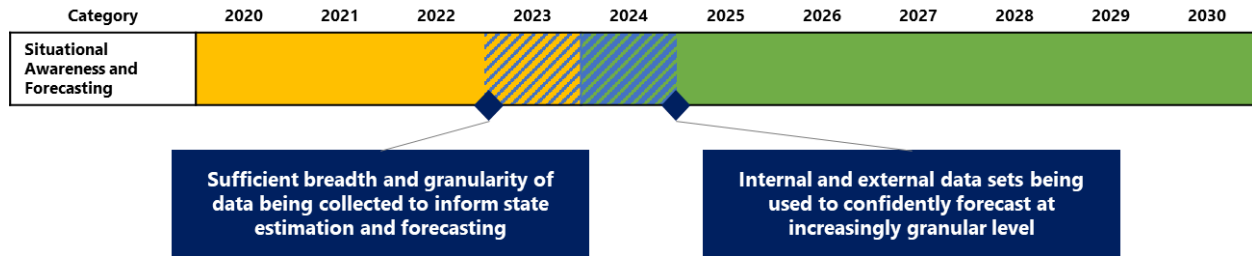 Category 2020 2021 2022 2023 2024 2025 2026 2027 2028 2029 2030
Situational
Awareness and
Forecasting
Sufficient breadth and granularity of
data being collected to inform state
estimation and forecasting
Internal and external data sets being
used to confidently forecast at
increasingly granular level